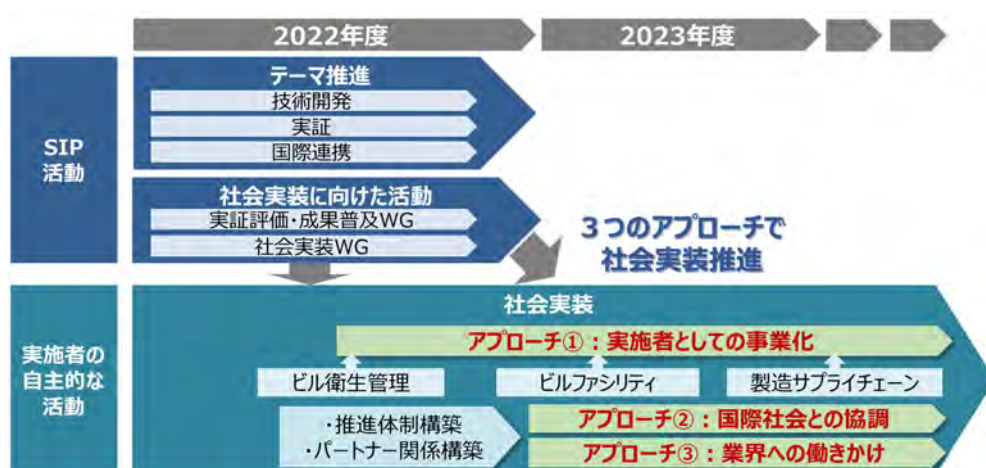 2022年度
2023年度
SIP
活動
テーマ推進
技術開発
実証
国際連携
社会実装に向けた活動
実証評価・成果普及WG
社会実装WG
3つのアプローチで
社会実装推進
実施者の
自主的な
活動
社会実装
アプローチ①：実施者としての事業化
ビル衛生管理
ビルファシリティ
製造サプライチェーン
・推進体制構築
・パートナー関係構築
アプローチ②：国際社会との協調
アプローチ③：業界への働きかけ